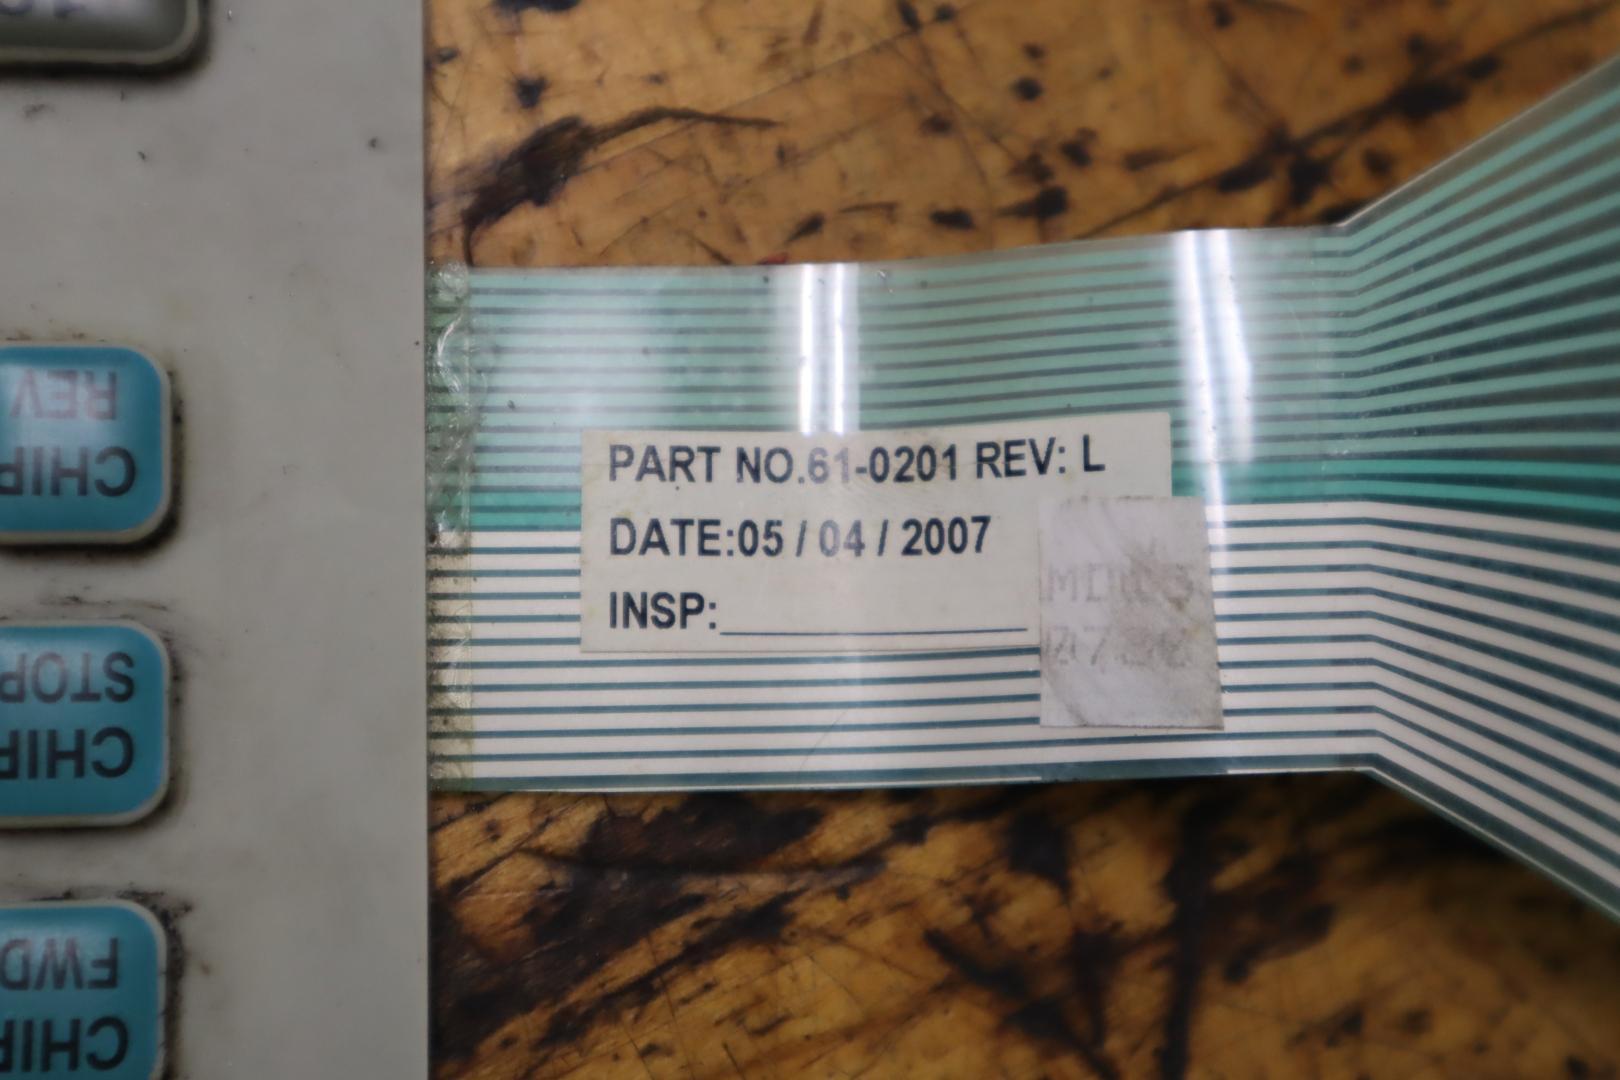 PART NO.61-0201 REV: L
DATE:05 / 04 / 2007
INSP:
CHIP
REV
CHIP
STOP
CHIP
FWD